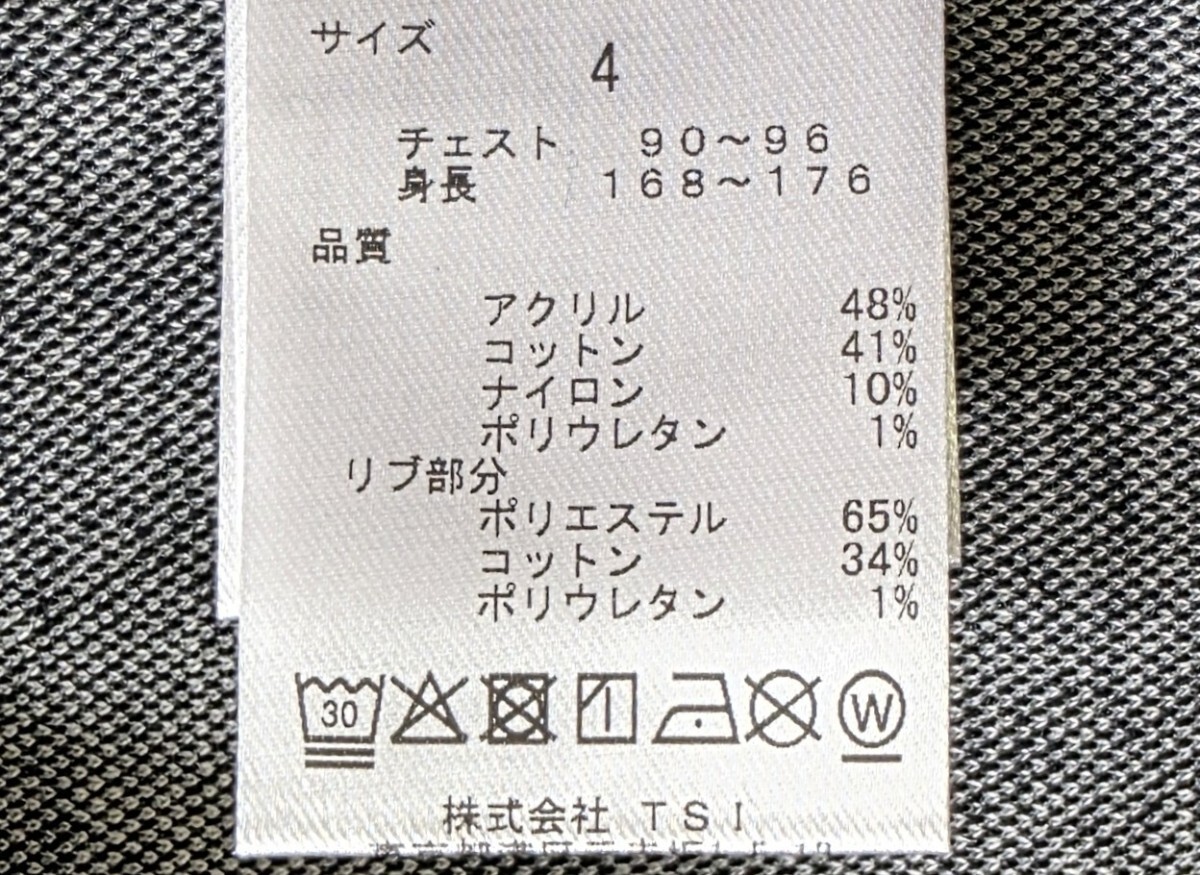 サイズ
4
チェスト 90～96
身長 168～176
品質
アクリル 48%
コットン 41%
ナイロン 10%
ポリウレタン 1%
リブ部分
ポリエステル 65%
コットン 34%
ポリウレタン 1%
30
W
株式会社 TSI